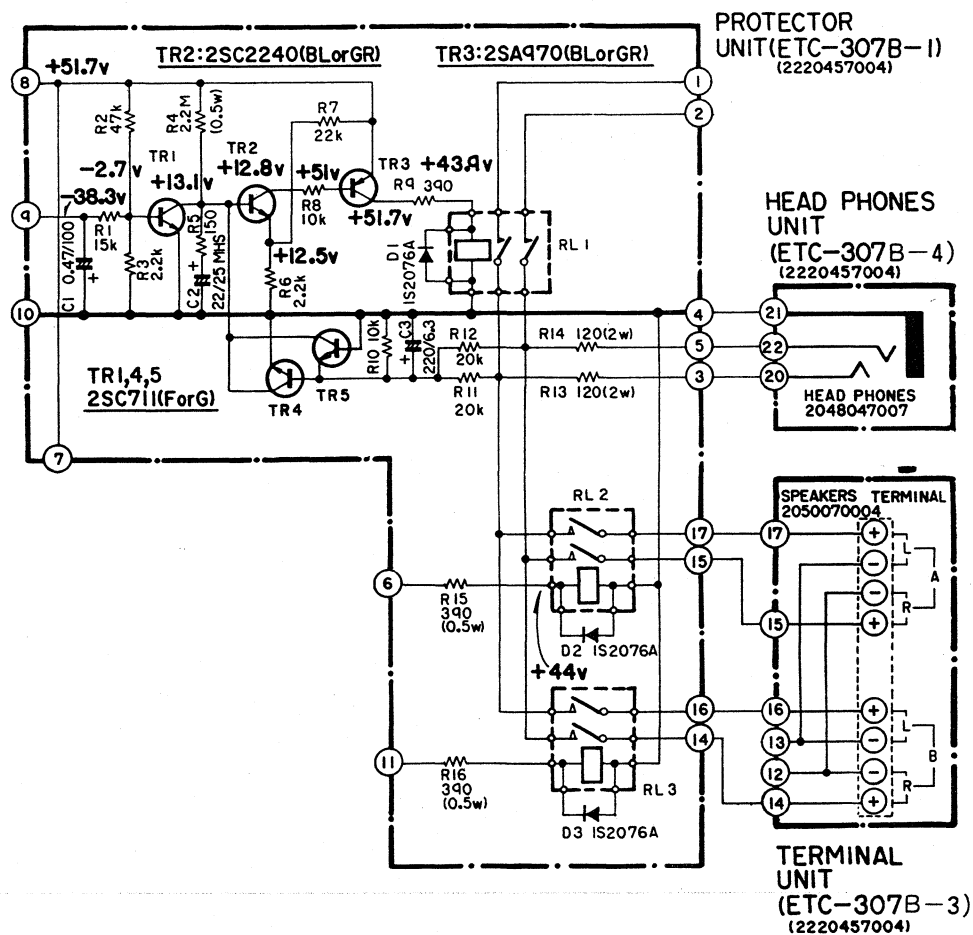 PROTECTOR
UNIT(ETC-307B-1)
(2220457004)
TR2:2SC2240(BLorGR)
TR3:2SA970(BLorGR)
8
+51.7v
1
2
R2
47k
R4
2.2M
(0.5w)
R7
22k
TR1
TR2
TR3
-2.7v
+13.1v
+12.8v
+51v
+43.9v
-38.3v
R8
10k
R9 390
+51.7v
9
R1
15k
R5
150
C1 0.47/100
R3
2.2k
C2
22/25 MHS
+
+
+12.5v
R6
2.2k
D1
1S2076A
RL1
HEAD PHONES
UNIT
(ETC-307B-4)
(2220457004)
10
4
21
R10 10k
C3
220/6.3
+
R12
20k
R14 120(2w)
5
22
TR1,4,5
2SC711(ForG)
TR4
TR5
R11
20k
R13 120(2w)
3
20
HEAD PHONES
2048047007
7
RL2
SPEAKERS TERMINAL
2050070004
17
17
+
L
15
-
A
6
R15
390
(0.5w)
-
R
15
+
D2 1S2076A
+44v
16
16
+
L
14
13
-
B
11
R16
390
(0.5w)
12
-
R
RL3
14
+
D3 1S2076A
TERMINAL
UNIT
(ETC-307B-3)
(2220457004)